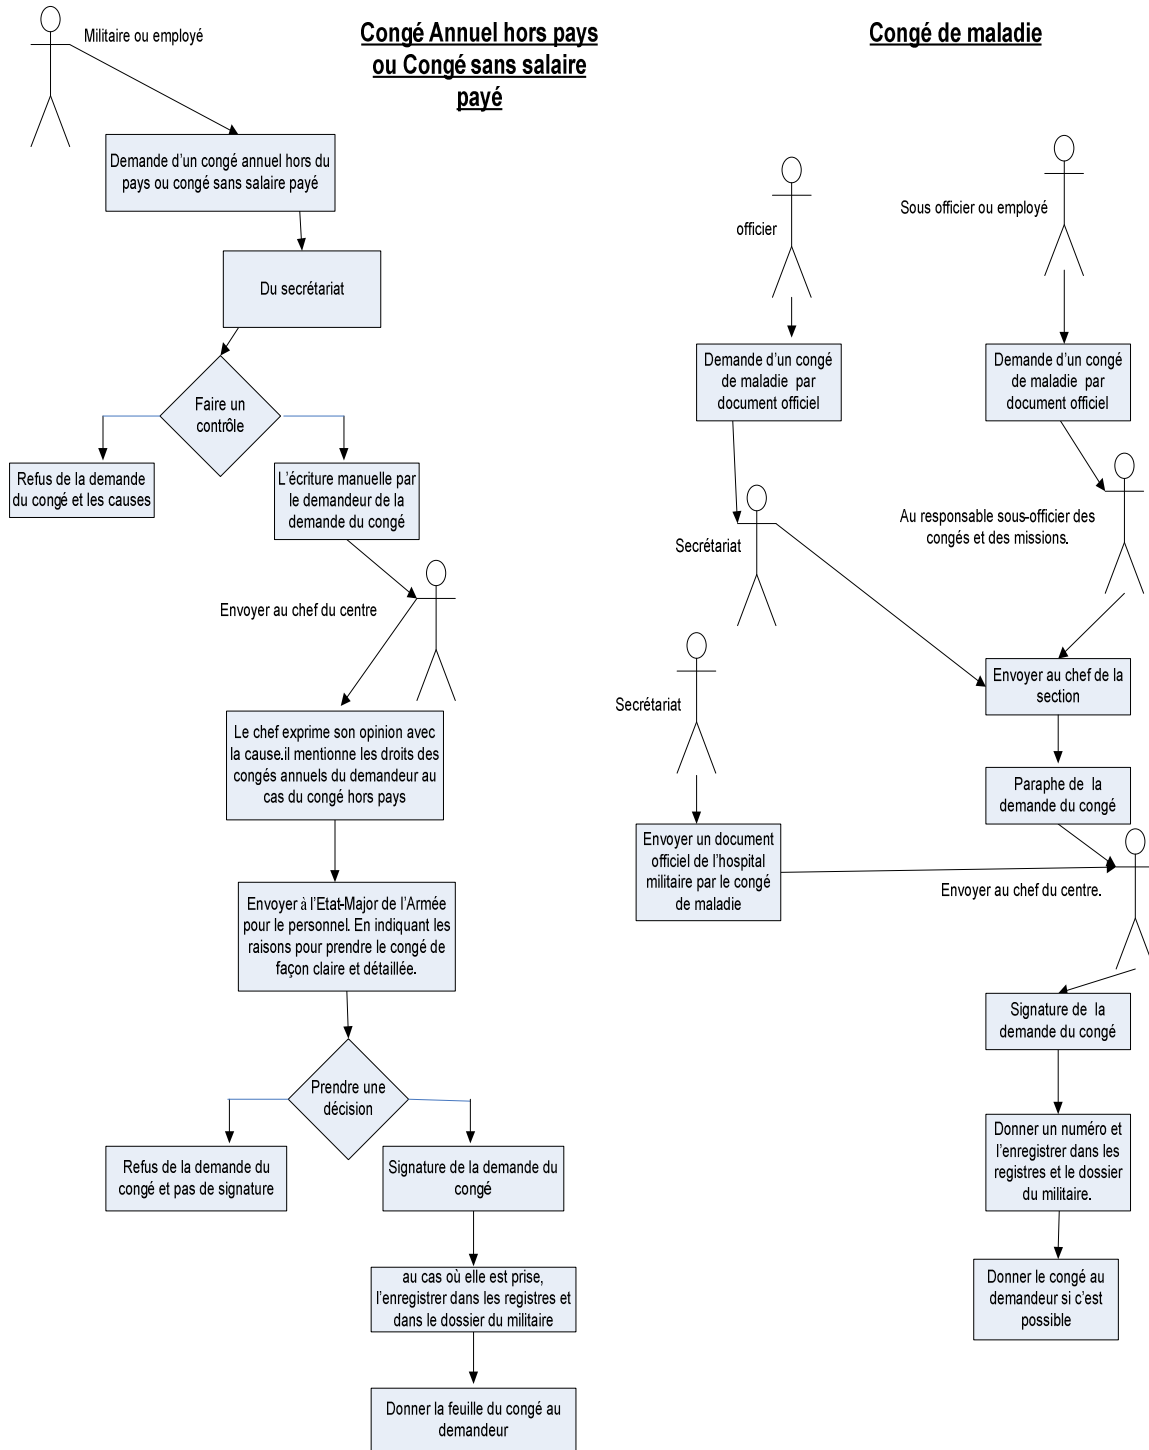 Militaire ou employé
Congé Annuel hors pays
ou Congé sans salaire
payé
Demande d'un congé annuel hors du
pays ou congé sans salaire payé
Du secrétariat
Faire un
contrôle
Refus de la demande
du congé et les causes
L'écriture manuelle par
le demandeur de la
demande du congé
Envoyer au chef du centre
Le chef exprime son opinion avec
la cause.il mentionne les droits des
congés annuels du demandeur au
cas du congé hors pays
Envoyer à l'Etat-Major de l'Armée
pour le personnel. En indiquant les
raisons pour prendre le congé de
façon claire et détaillée.
Prendre une
décision
Refus de la demande du
congé et pas de signature
Signature de la demande du
congé
au cas où elle est prise,
l'enregistrer dans les registres et
dans le dossier du militaire
Donner la feuille du congé au
demandeur
Congé de maladie
officier
Sous officier ou employé
Demande d'un congé
de maladie par
document officiel
Demande d'un congé
de maladie par
document officiel
Secrétariat
Au responsable sous-officier des
congés et des missions.
Secrétariat
Envoyer au chef de la
section
Paraphe de la
demande du congé
Envoyer un document
officiel de l'hospital
militaire par le congé
de maladie
Envoyer au chef du centre.
Signature de la
demande du congé
Donner un numéro et
l'enregistrer dans les
registres et le dossier
du militaire.
Donner le congé au
demandeur si c'est
possible